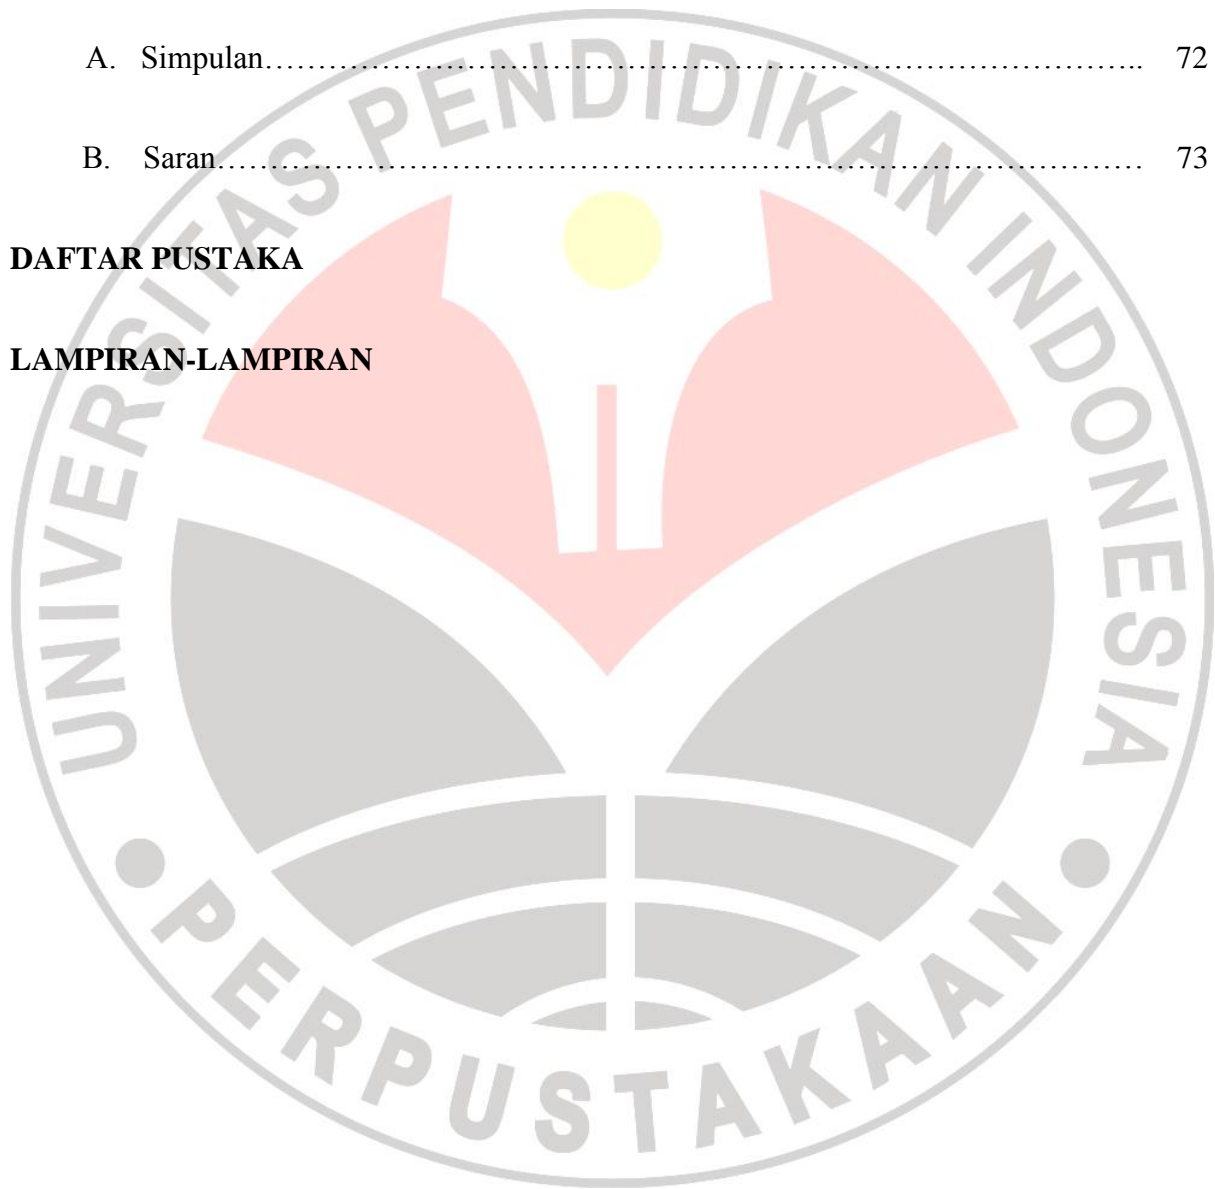 A. Simpulan……………………………………………………………………….. 72
B. Saran…………………………………………………………………………… 73
DAFTAR PUSTAKA
LAMPIRAN-LAMPIRAN
UNIVERSITAS PENDIDIKAN INDONESIA
PERPUSTAKAAN